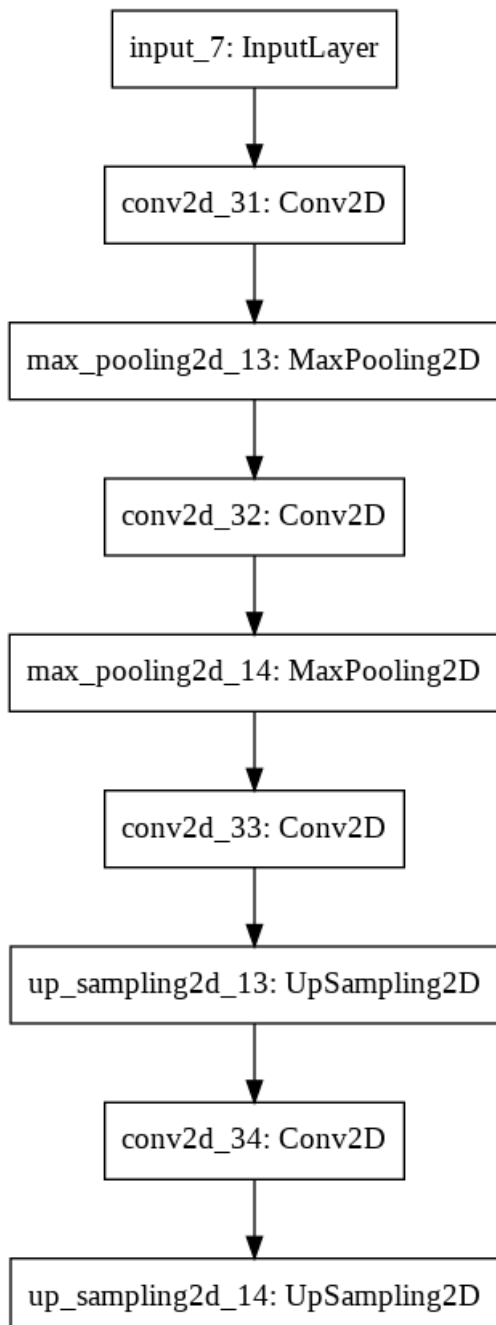 input_7: InputLayer
conv2d_31: Conv2D
max_pooling2d_13: MaxPooling2D
conv2d_32: Conv2D
max_pooling2d_14: MaxPooling2D
conv2d_33: Conv2D
up_sampling2d_13: UpSampling2D
conv2d_34: Conv2D
up_sampling2d_14: UpSampling2D